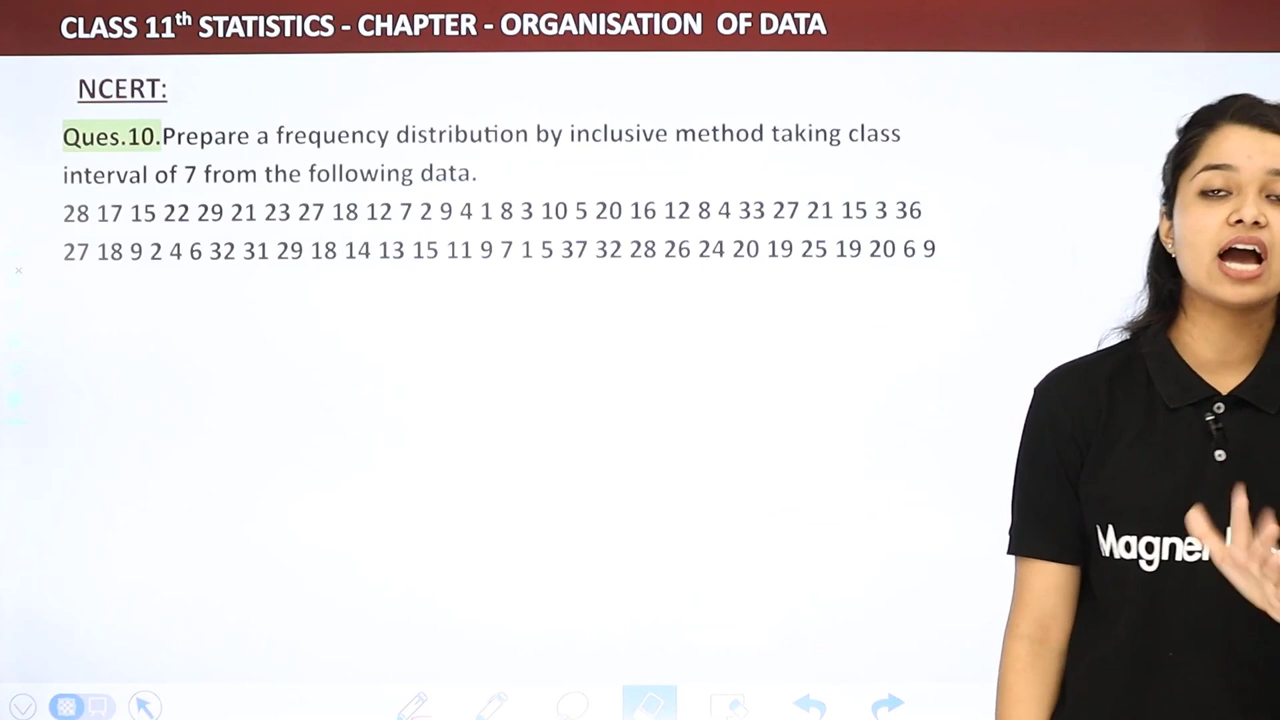 CLASS 11th STATISTICS - CHAPTER - ORGANISATION OF DATA
NCERT:
Ques.10.Prepare a frequency distribution by inclusive method taking class
interval of 7 from the following data.
28 17 15 22 29 21 23 27 18 12 7 2 9 4 1 8 3 10 5 20 16 12 8 4 33 27 21 15 3 36
27 18 9 2 4 6 32 31 29 18 14 13 15 11 9 7 1 5 37 32 28 26 24 20 19 25 19 20 6 9